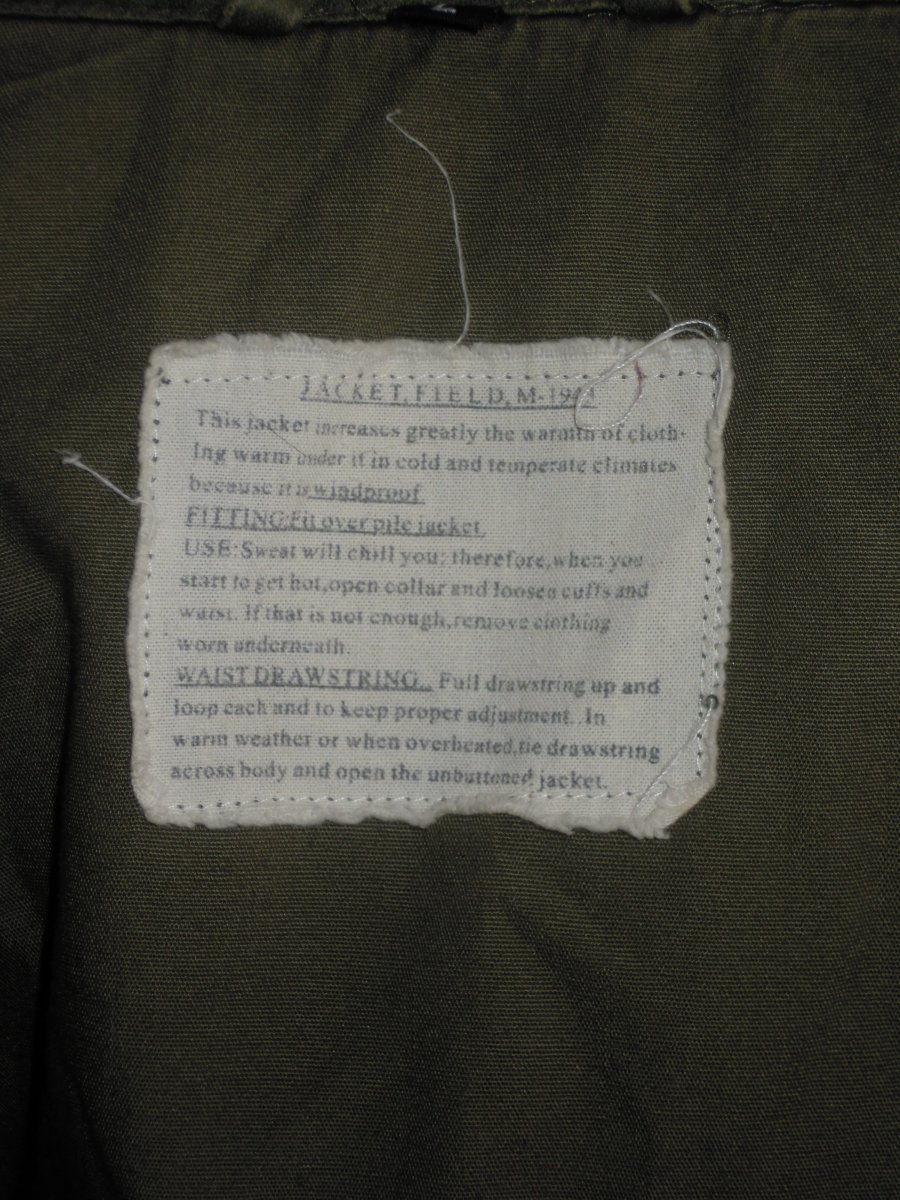 JACKET, FIELD, M-1943
This jacket increases greatly the warmth of cloth-
ing warm under it in cold and temperate climates
because it is windproof
FITTING:Fit over pile jacket.
USE:Sweat will chill you; therefore,when you
start to get hot,open collar and loosen cuffs and
waist. If that is not enough,remove clothing
worn underneath.
WAIST DRAWSTRING.. Full drawstring up and
loop each and to keep proper adjustment. .In
warm weather or when overheated,tie drawstring
across body and open the unbuttoned jacket.